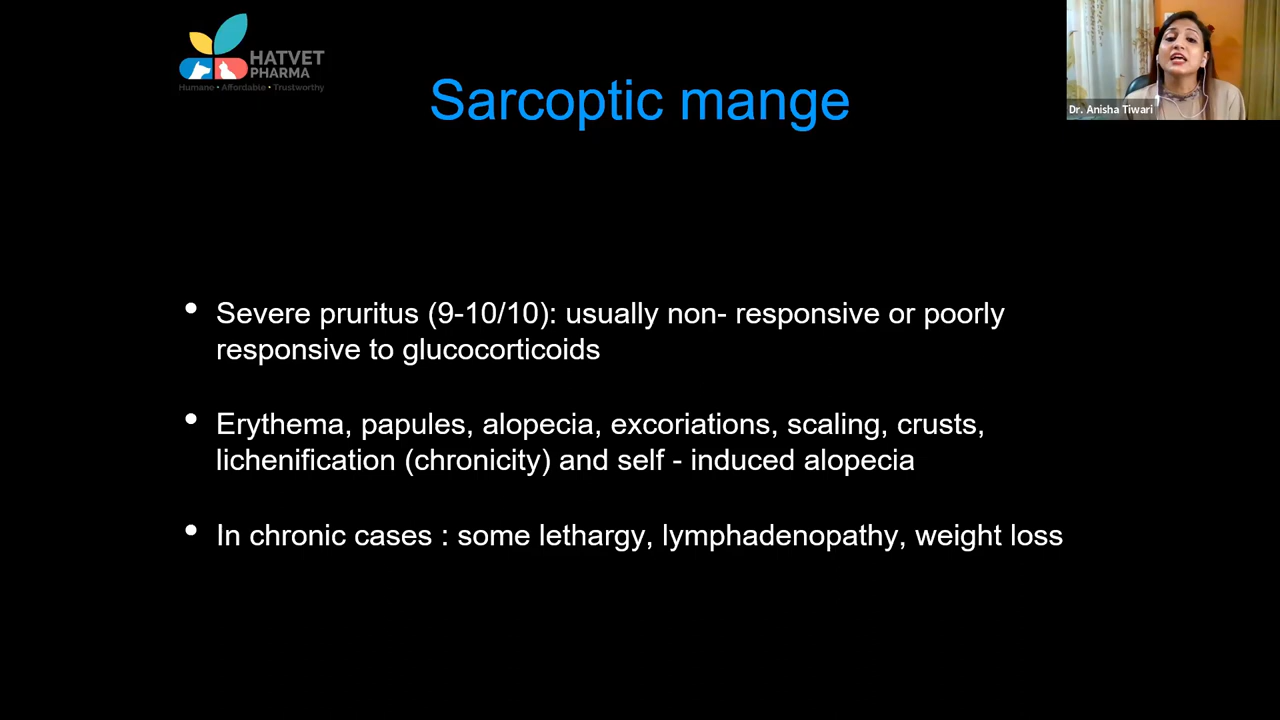 HATVET
PHARMA
Humane • Affordable • Trustworthy
Dr. Anisha Tiwari
Sarcoptic mange
• Severe pruritus (9-10/10): usually non- responsive or poorly
responsive to glucocorticoids
• Erythema, papules, alopecia, excoriations, scaling, crusts,
lichenification (chronicity) and self - induced alopecia
• In chronic cases : some lethargy, lymphadenopathy, weight loss